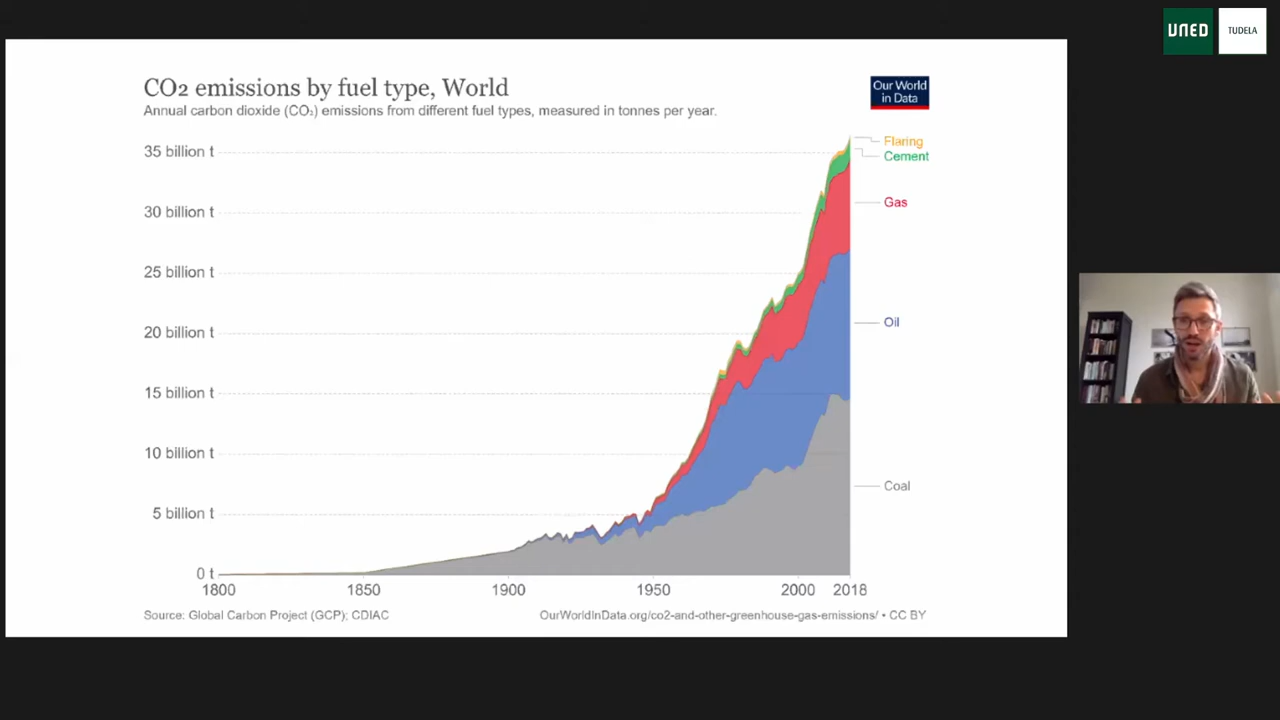 UNED
TUDELA
CO2 emissions by fuel type, World
Annual carbon dioxide (CO₂) emissions from different fuel types, measured in tonnes per year.
Our World
in Data
35 billion t
30 billion t
25 billion t
20 billion t
15 billion t
10 billion t
5 billion t
0 t
1800
1850
1900
1950
2000
2018
Flaring
Cement
Gas
Oil
Coal
Source: Global Carbon Project (GCP); CDIAC
OurWorldInData.org/co2-and-other-greenhouse-gas-emissions/ • CC BY